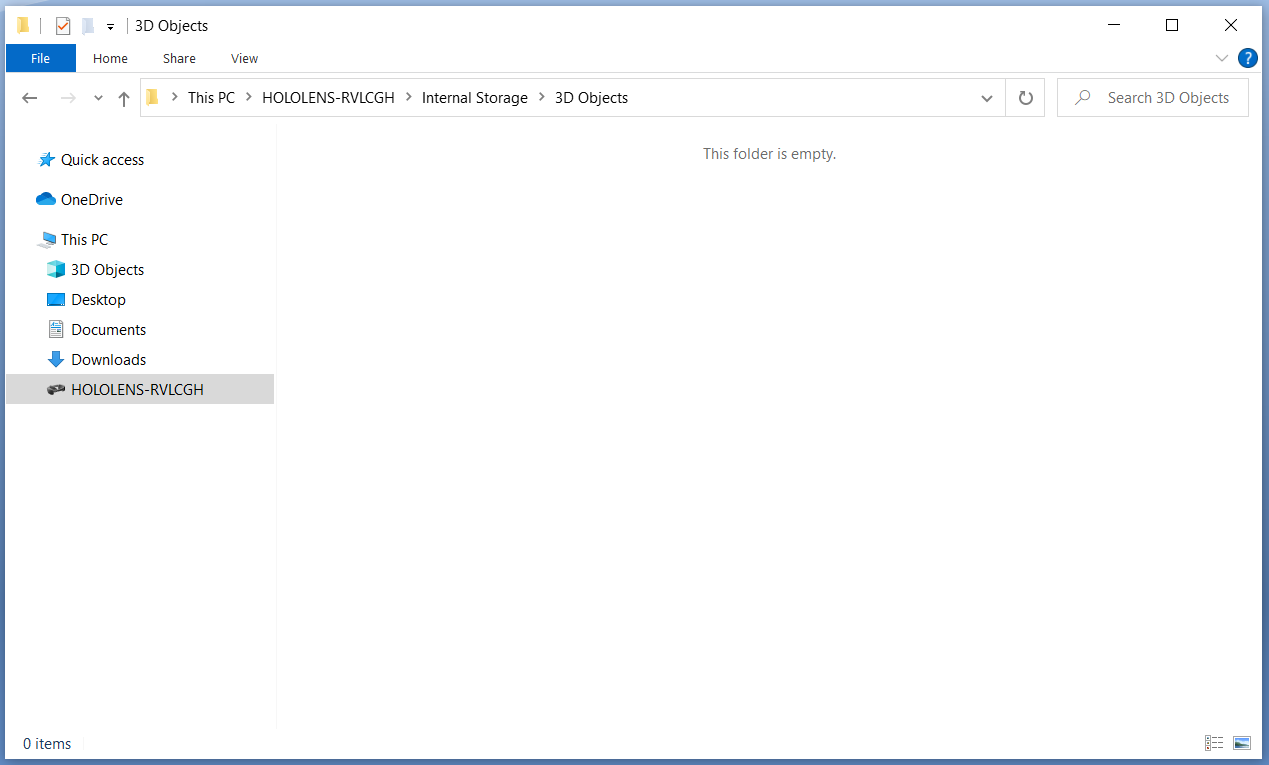 3D Objects
File Home Share View ?
This PC HOLOLENS-RVLCGH Internal Storage 3D Objects Search 3D Objects
This folder is empty.
Quick access
OneDrive
This PC
3D Objects
Desktop
Documents
Downloads
HOLOLENS-RVLCGH
0 items